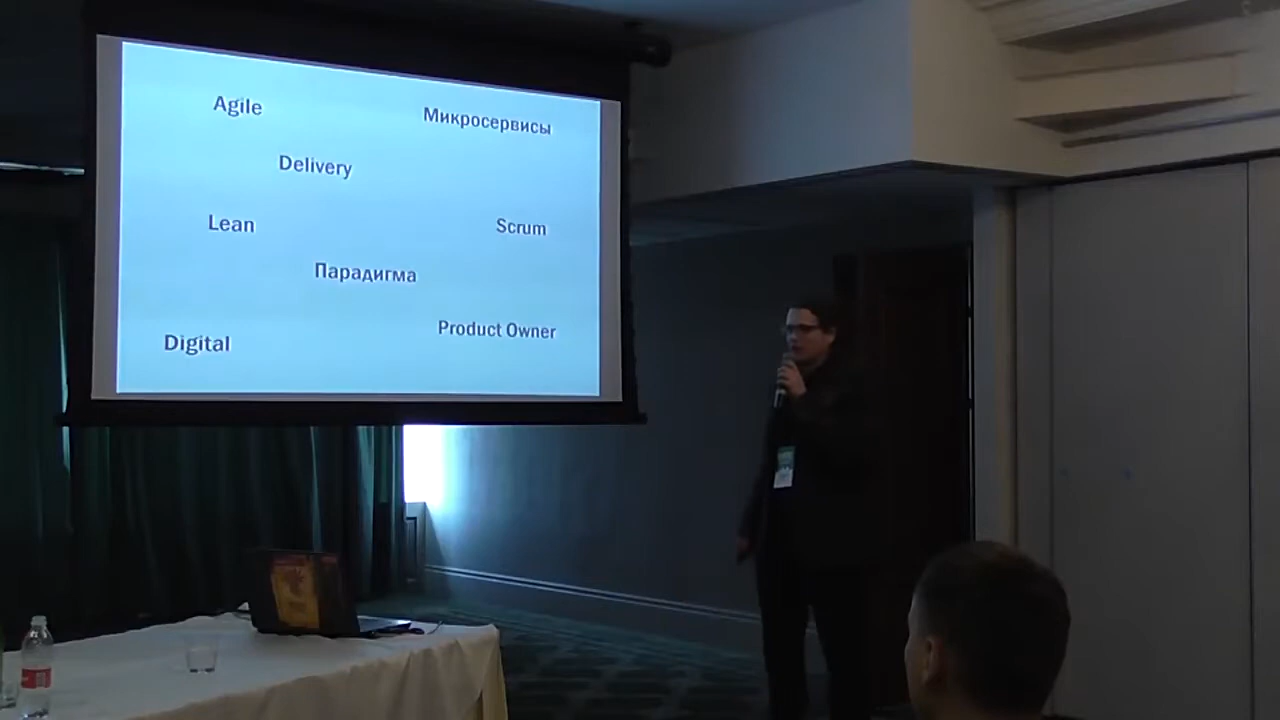 Agile
Микросервисы
Delivery
Lean
Scrum
Парадигма
Product Owner
Digital